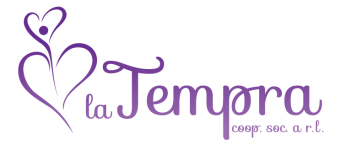 la Tempra
coop. soc. a r.l.